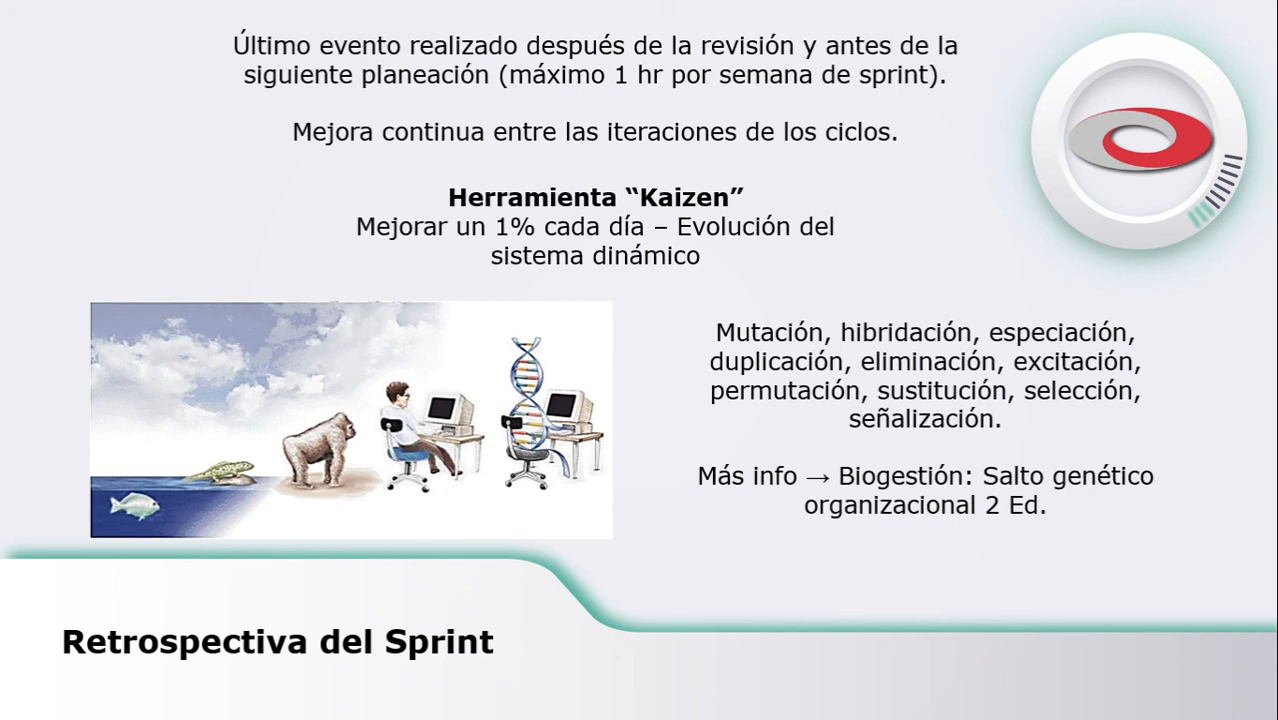 Último evento realizado después de la revisión y antes de la
siguiente planeación (máximo 1 hr por semana de sprint).
Mejora continua entre las iteraciones de los ciclos.
Herramienta “Kaizen”
Mejorar un 1% cada día – Evolución del
sistema dinámico
Mutación, hibridación, especiación,
duplicación, eliminación, excitación,
permutación, sustitución, selección,
señalización.
Más info → Biogestión: Salto genético
organizacional 2 Ed.
Retrospectiva del Sprint